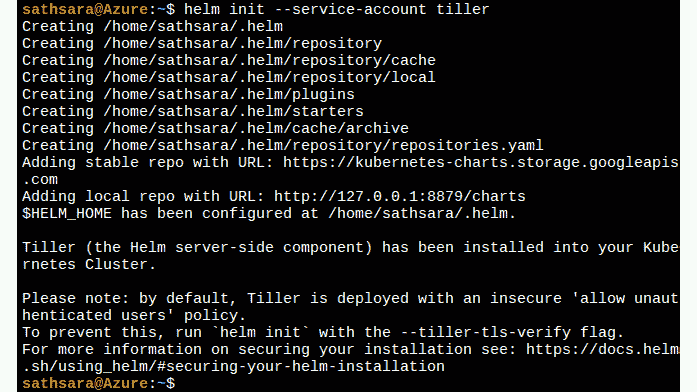 sathsara@Azure:~$ helm init --service-account tiller
Creating /home/sathsara/.helm
Creating /home/sathsara/.helm/repository
Creating /home/sathsara/.helm/repository/cache
Creating /home/sathsara/.helm/repository/local
Creating /home/sathsara/.helm/plugins
Creating /home/sathsara/.helm/starters
Creating /home/sathsara/.helm/cache/archive
Creating /home/sathsara/.helm/repository/repositories.yaml
Adding stable repo with URL: https://kubernetes-charts.storage.googleapis
.com
Adding local repo with URL: http://127.0.0.1:8879/charts
$HELM_HOME has been configured at /home/sathsara/.helm.
Tiller (the Helm server-side component) has been installed into your Kube
rnetes Cluster.
Please note: by default, Tiller is deployed with an insecure 'allow unaut
henticated users' policy.
To prevent this, run `helm init` with the --tiller-tls-verify flag.
For more information on securing your installation see: https://docs.helm
.sh/using_helm/#securing-your-helm-installation
sathsara@Azure:~$